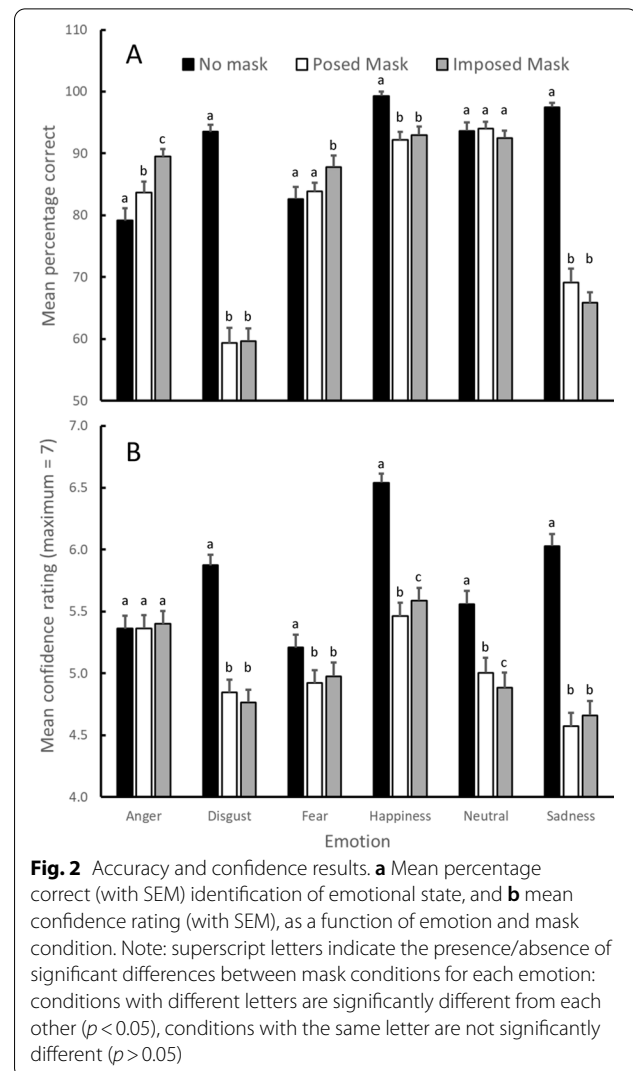 110
A
No mask Posed Mask Imposed Mask
a
a
a
100
b b
a a a
c
b
90
b
a a
a
80
b b
70
b b
60
50
Mean percentage correct
7.0
B
a
6.5
a
a
6.0
c
a
b
a a a
5.5
a
b
b b
b b
c
5.0
b b
4.5
4.0
Mean confidence rating (maximum = 7)
Anger Disgust Fear Happiness Neutral Sadness
Emotion
Fig. 2 Accuracy and confidence results. a Mean percentage
correct (with SEM) identification of emotional state, and b mean
confidence rating (with SEM), as a function of emotion and mask
condition. Note: superscript letters indicate the presence/absence of
significant differences between mask conditions for each emotion:
conditions with different letters are significantly different from each
other (p < 0.05), conditions with the same letter are not significantly
different (p > 0.05)